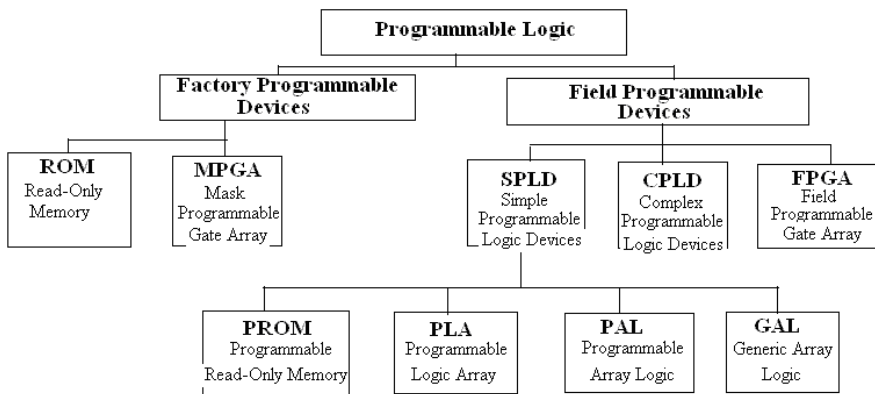 Programmable Logic
Factory Programmable
Devices
Field Programmable
Devices
ROM
Read-Only
Memory
MPGA
Mask
Programmable
Gate Array
SPLD
Simple
Programmable
Logic Devices
CPLD
Complex
Programmable
Logic Devices
FPGA
Field
Programmable
Gate Array
PROM
Programmable
Read-Only Memory
PLA
Programmable
Logic Array
PAL
Programmable
Array Logic
GAL
Generic Array
Logic